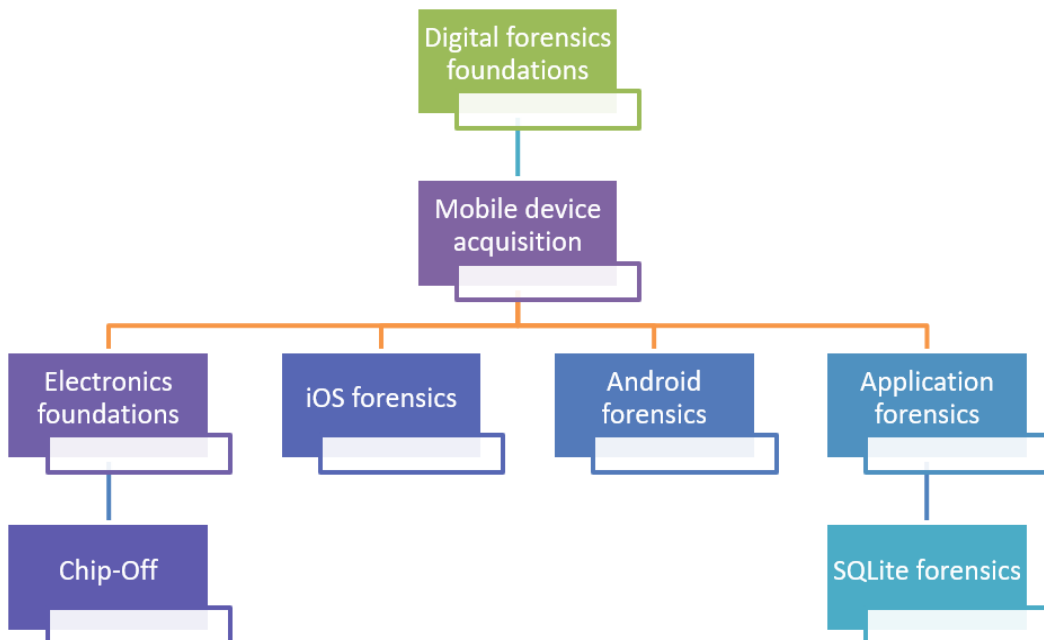 Digital forensics
foundations
Mobile device
acquisition
Electronics
foundations
iOS forensics
Android
forensics
Application
forensics
Chip-Off
SQLite forensics